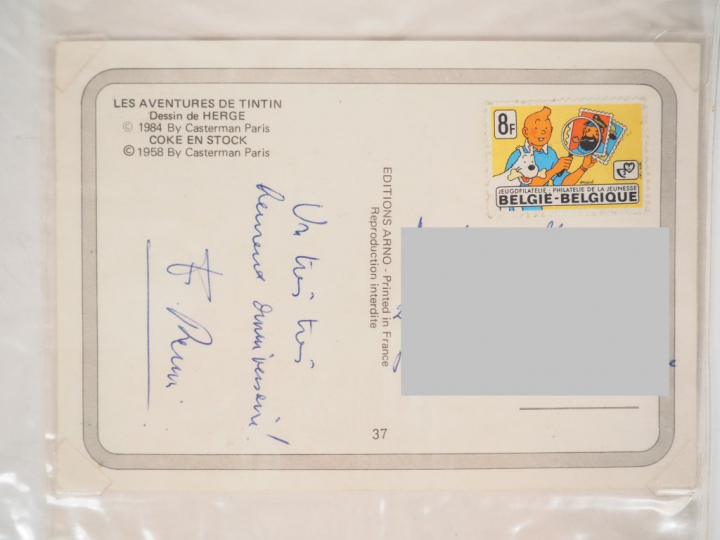 LES AVENTURES DE TINTIN
Dessin de HERGE
© 1984 By Casterman Paris
COKE EN STOCK
© 1958 By Casterman Paris
8F
JEUGDFILATELIE - PHILATELIE DE LA JEUNESSE
BELGIË-BELGIQUE
EDITIONS ARNO - Printed in France
Reproduction interdite
Un très très
heureux anniversaire!
Remi
37